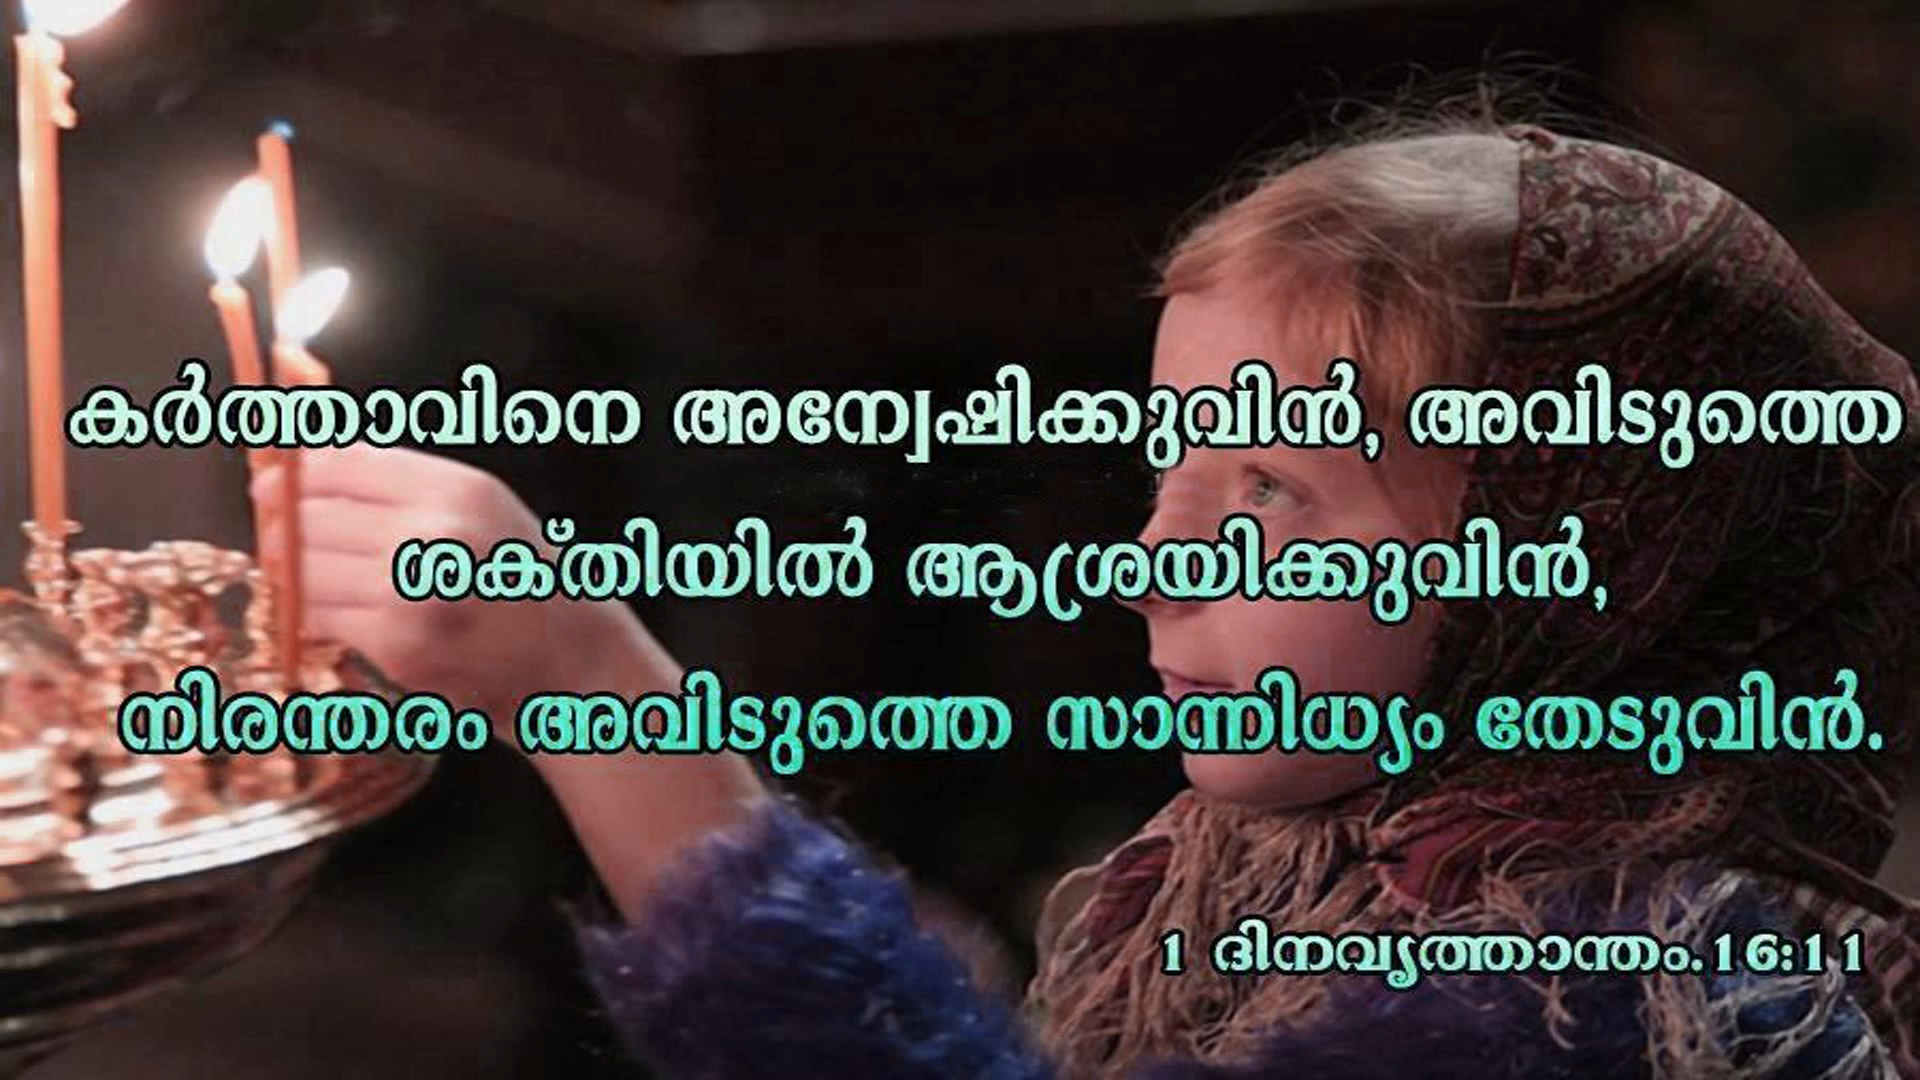 കർത്താവിനെ അന്വേഷിക്കുവിൻ, അവിടുത്തെ
ശക്തിയിൽ ആശ്രയിക്കുവിൻ,
നിരന്തരം അവിടുത്തെ സാന്നിധ്യം തേടുവിൻ.
1 ദിനവൃത്താന്തം.16:11